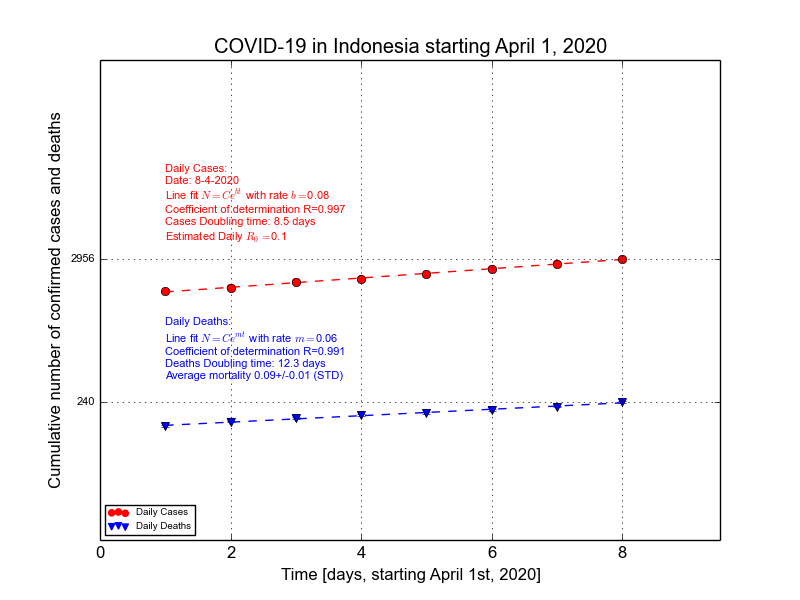 COVID-19 in Indonesia starting April 1, 2020
Cumulative number of confirmed cases and deaths
Daily Cases:
Date: 8-4-2020
Line fit N=Ce^{bt} with rate b=0.08
Coefficient of determination R=0.997
Cases Doubling time: 8.5 days
Estimated Daily R_0=0.1
2956
Daily Deaths:
Line fit N=Ce^{mt} with rate m=0.06
Coefficient of determination R=0.991
Deaths Doubling time: 12.3 days
Average mortality 0.09+/-0.01 (STD)
240
Daily Cases
Daily Deaths
0 2 4 6 8
Time [days, starting April 1st, 2020]